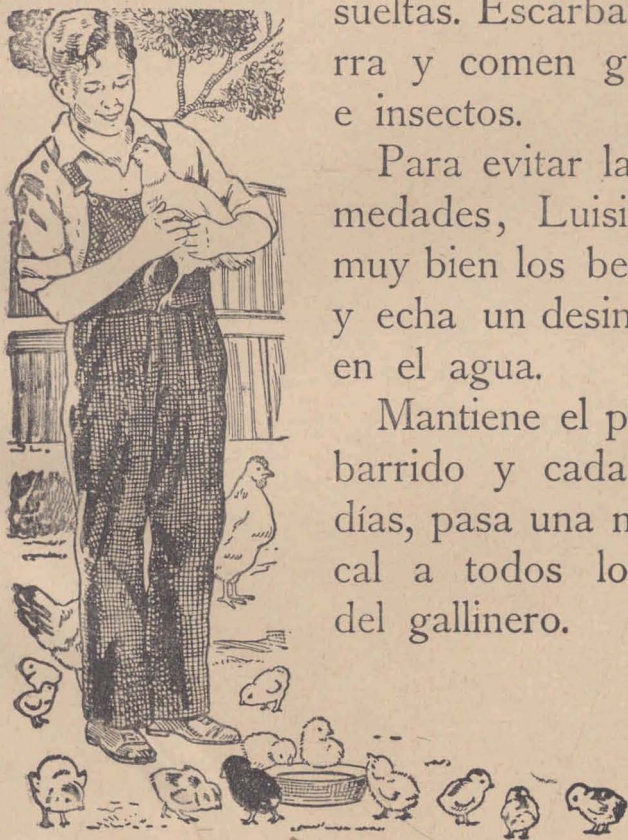 sueltas. Escarba
rra y comen g
e insectos.
Para evitar la
medades, Luisi
muy bien los be
y echa un desin
en el agua.
Mantiene el p
barrido y cada
días, pasa una
cal a todos lo
del gallinero.